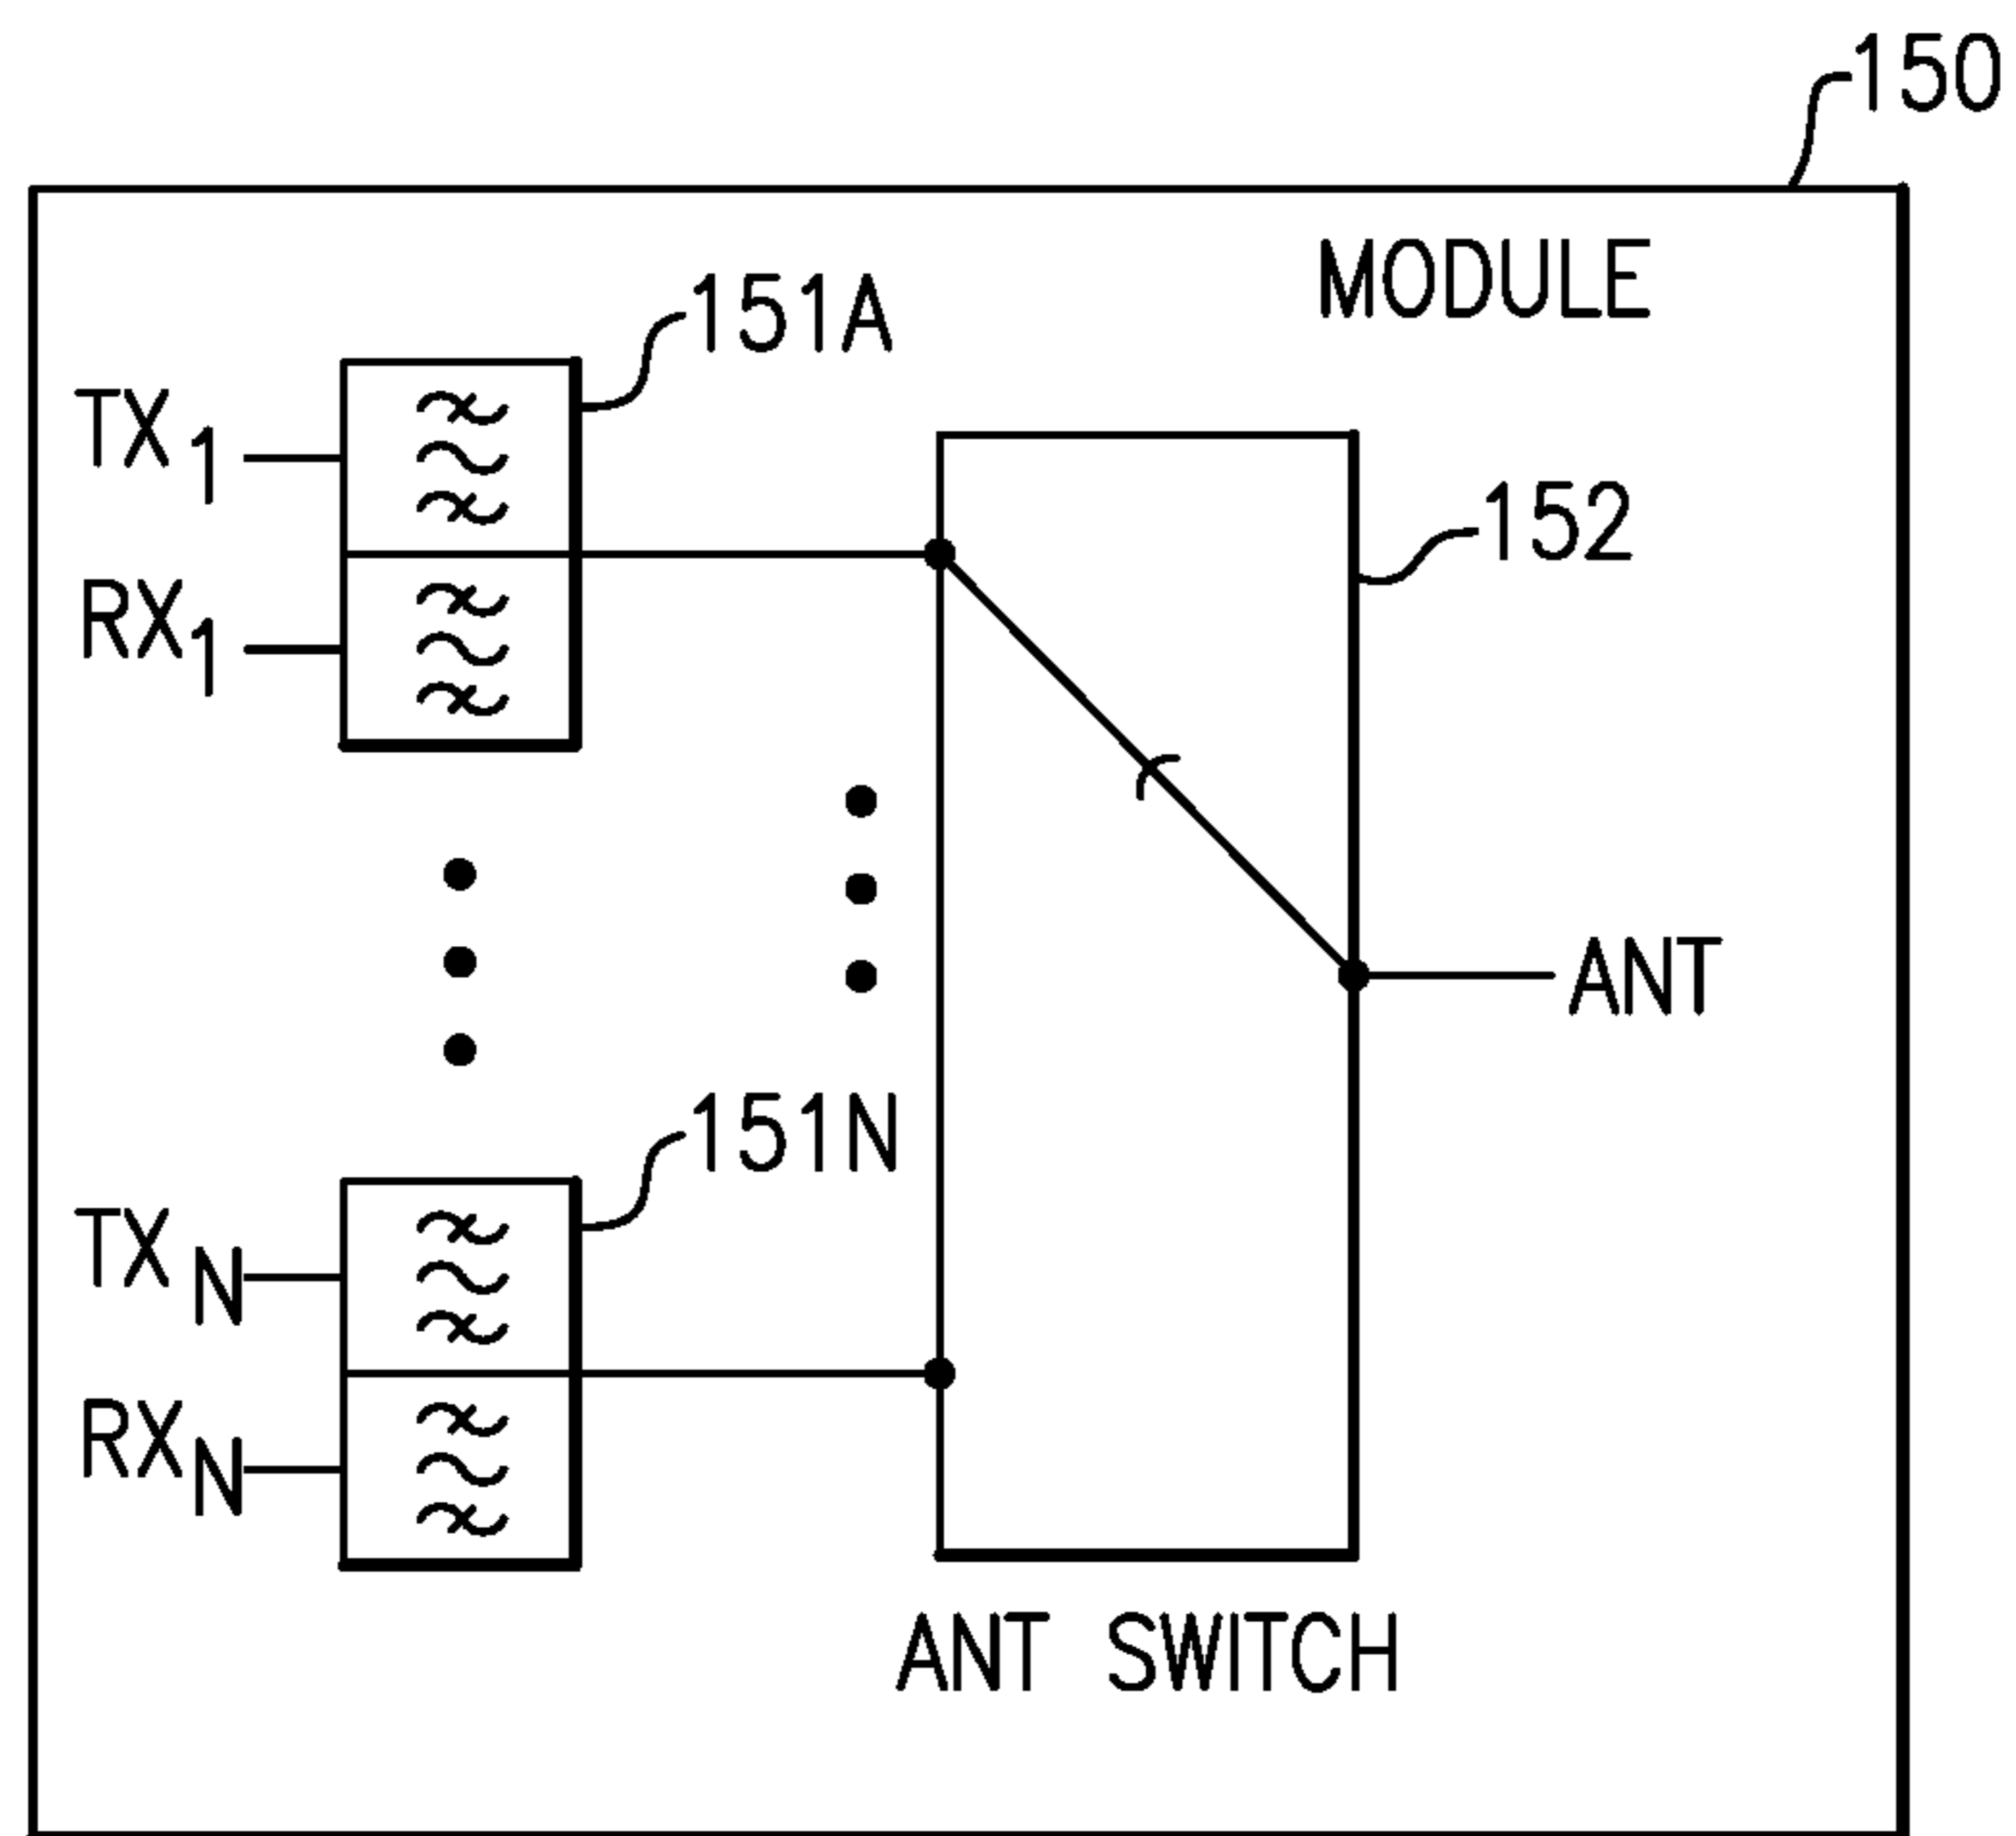 150
MODULE
151A
TX1
RX1
152
ANT
151N
TXN
RXN
ANT SWITCH